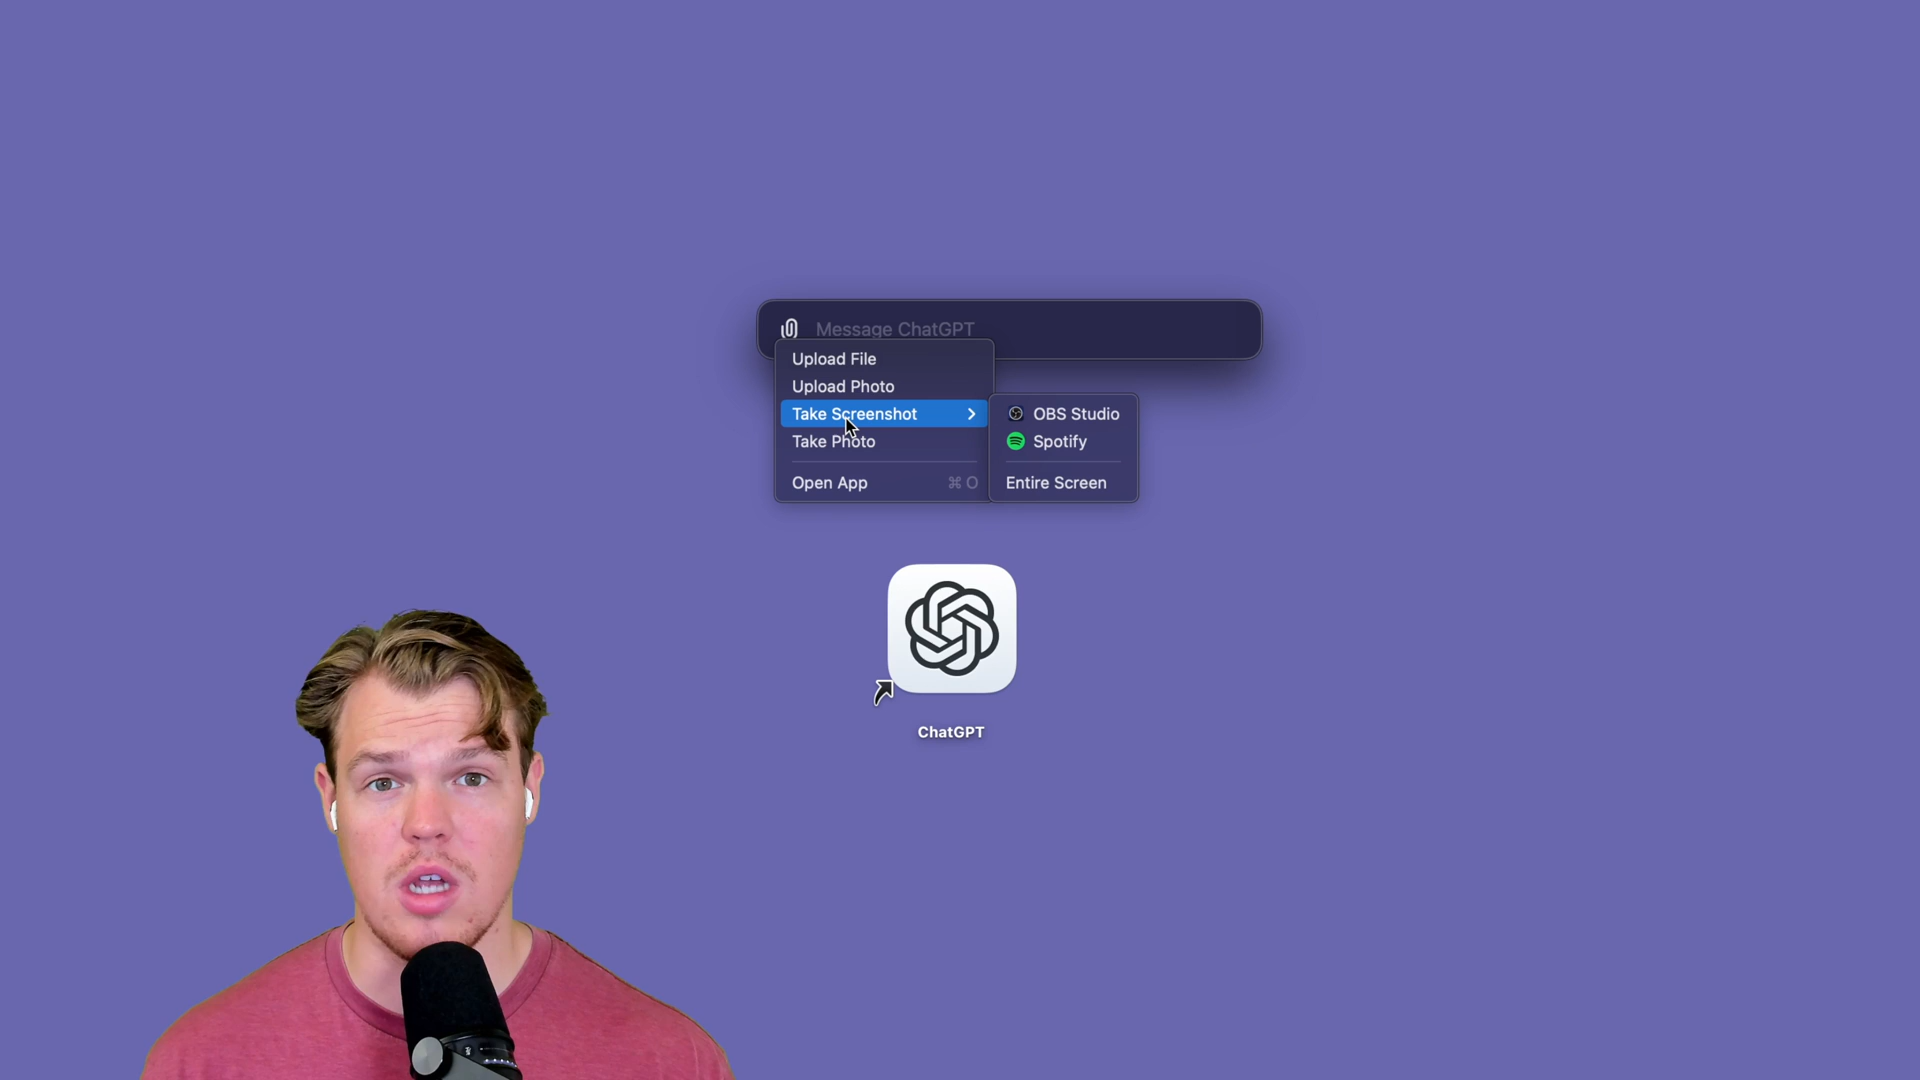 Message ChatGPT
Upload File
Upload Photo
Take Screenshot
Take Photo
Open App ⌘ O
OBS Studio
Spotify
Entire Screen
ChatGPT